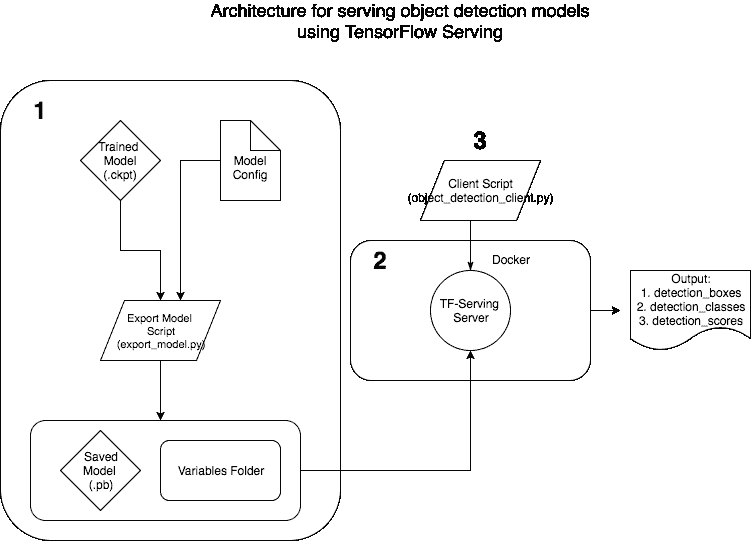 Architecture for serving object detection models
using TensorFlow Serving
1
Trained
Model
(.ckpt)
Model
Config
Export Model
Script
(export_model.py)
Saved
Model
(.pb)
Variables Folder
3
Client Script
(object_detection_client.py)
2
Docker
TF-Serving
Server
Output:
1. detection_boxes
2. detection_classes
3. detection_scores